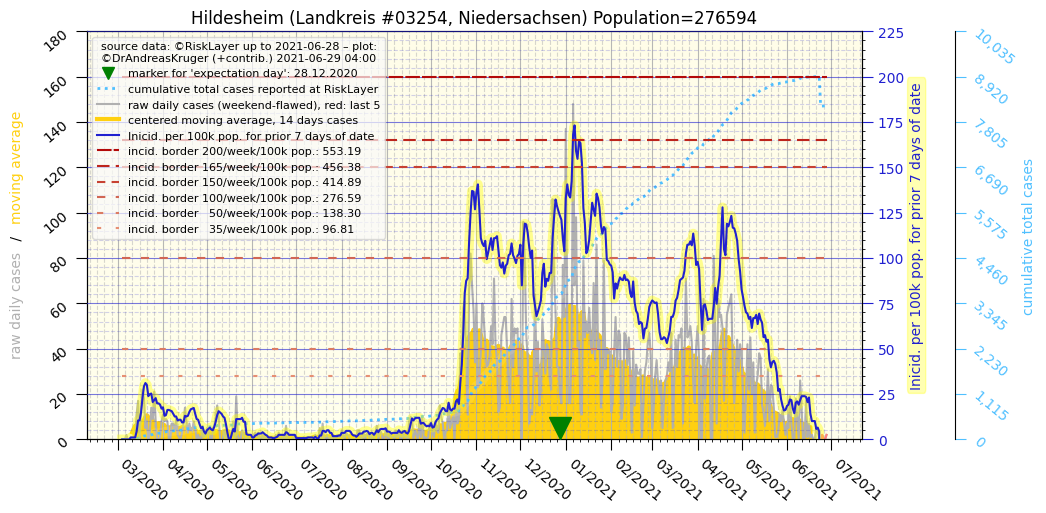 Hildesheim (Landkreis #03254, Niedersachsen) Population=276594
source data: ©RiskLayer up to 2021-06-28 – plot:
©DrAndreasKruger (+contrib.) 2021-06-29 04:00
marker for 'expectation day': 28.12.2020
cumulative total cases reported at RiskLayer
raw daily cases (weekend-flawed), red: last 5
centered moving average, 14 days cases
Inicid. per 100k pop. for prior 7 days of date
incid. border 200/week/100k pop.: 553.19
incid. border 165/week/100k pop.: 456.38
incid. border 150/week/100k pop.: 414.89
incid. border 100/week/100k pop.: 276.59
incid. border   50/week/100k pop.: 138.30
incid. border   35/week/100k pop.: 96.81
raw daily cases   /   moving average
180
160
140
120
100
80
60
40
20
0
03/2020
04/2020
05/2020
06/2020
07/2020
08/2020
09/2020
10/2020
11/2020
12/2020
01/2021
02/2021
03/2021
04/2021
05/2021
06/2021
07/2021
225
200
175
150
125
100
75
50
25
0
Inicid. per 100k pop. for prior 7 days of date
10,035
8,920
7,805
6,690
5,575
4,460
3,345
2,230
1,115
0
cumulative total cases